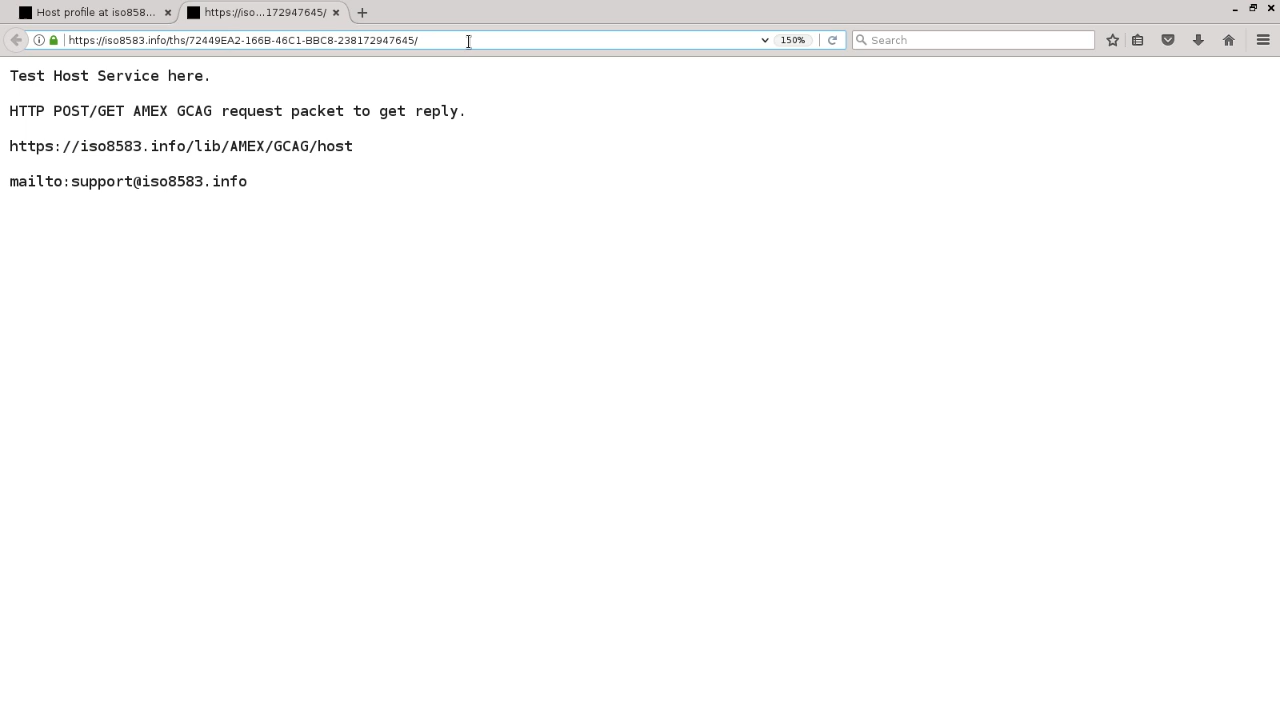 Host profile at iso858...
https://iso...172947645/
https://iso8583.info/ths/72449EA2-166B-46C1-BBC8-238172947645/
150%
Search
Test Host Service here.
HTTP POST/GET AMEX GCAG request packet to get reply.
https://iso8583.info/lib/AMEX/GCAG/host
mailto:support@iso8583.info